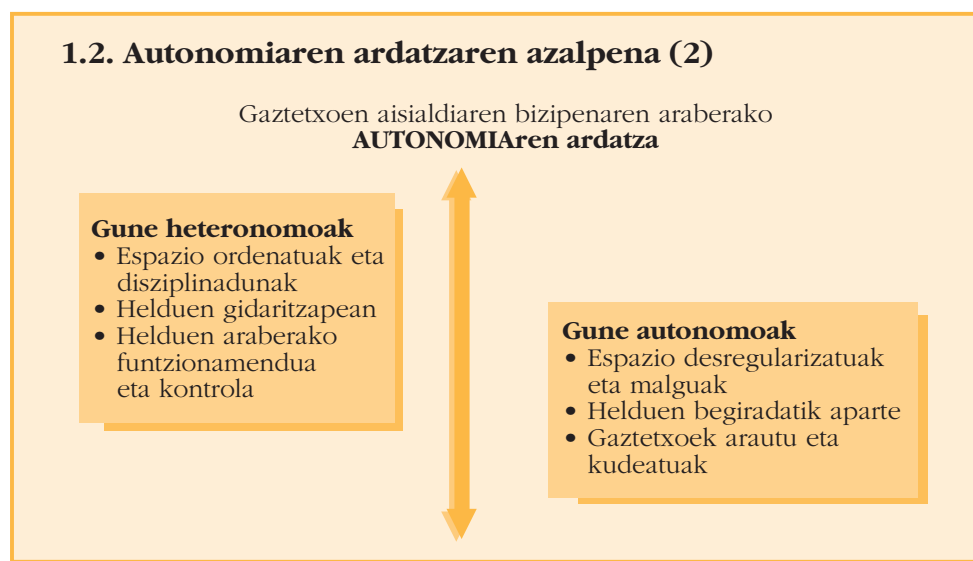 1.2. Autonomiaren ardatzaren azalpena (2)
Gaztetxoen aisialdiaren bizipenaren araberako
AUTONOMIAren ardatza
Gune heteronomoak
• Espazio ordenatuak eta
disziplinadunak
• Helduen gidaritzapean
• Helduen araberako
funtzionamendua
eta kontrola
Gune autonomoak
• Espazio desregularizatuak
eta malguak
• Helduen begiradatik aparte
• Gaztetxoek arautu eta
kudeatuak